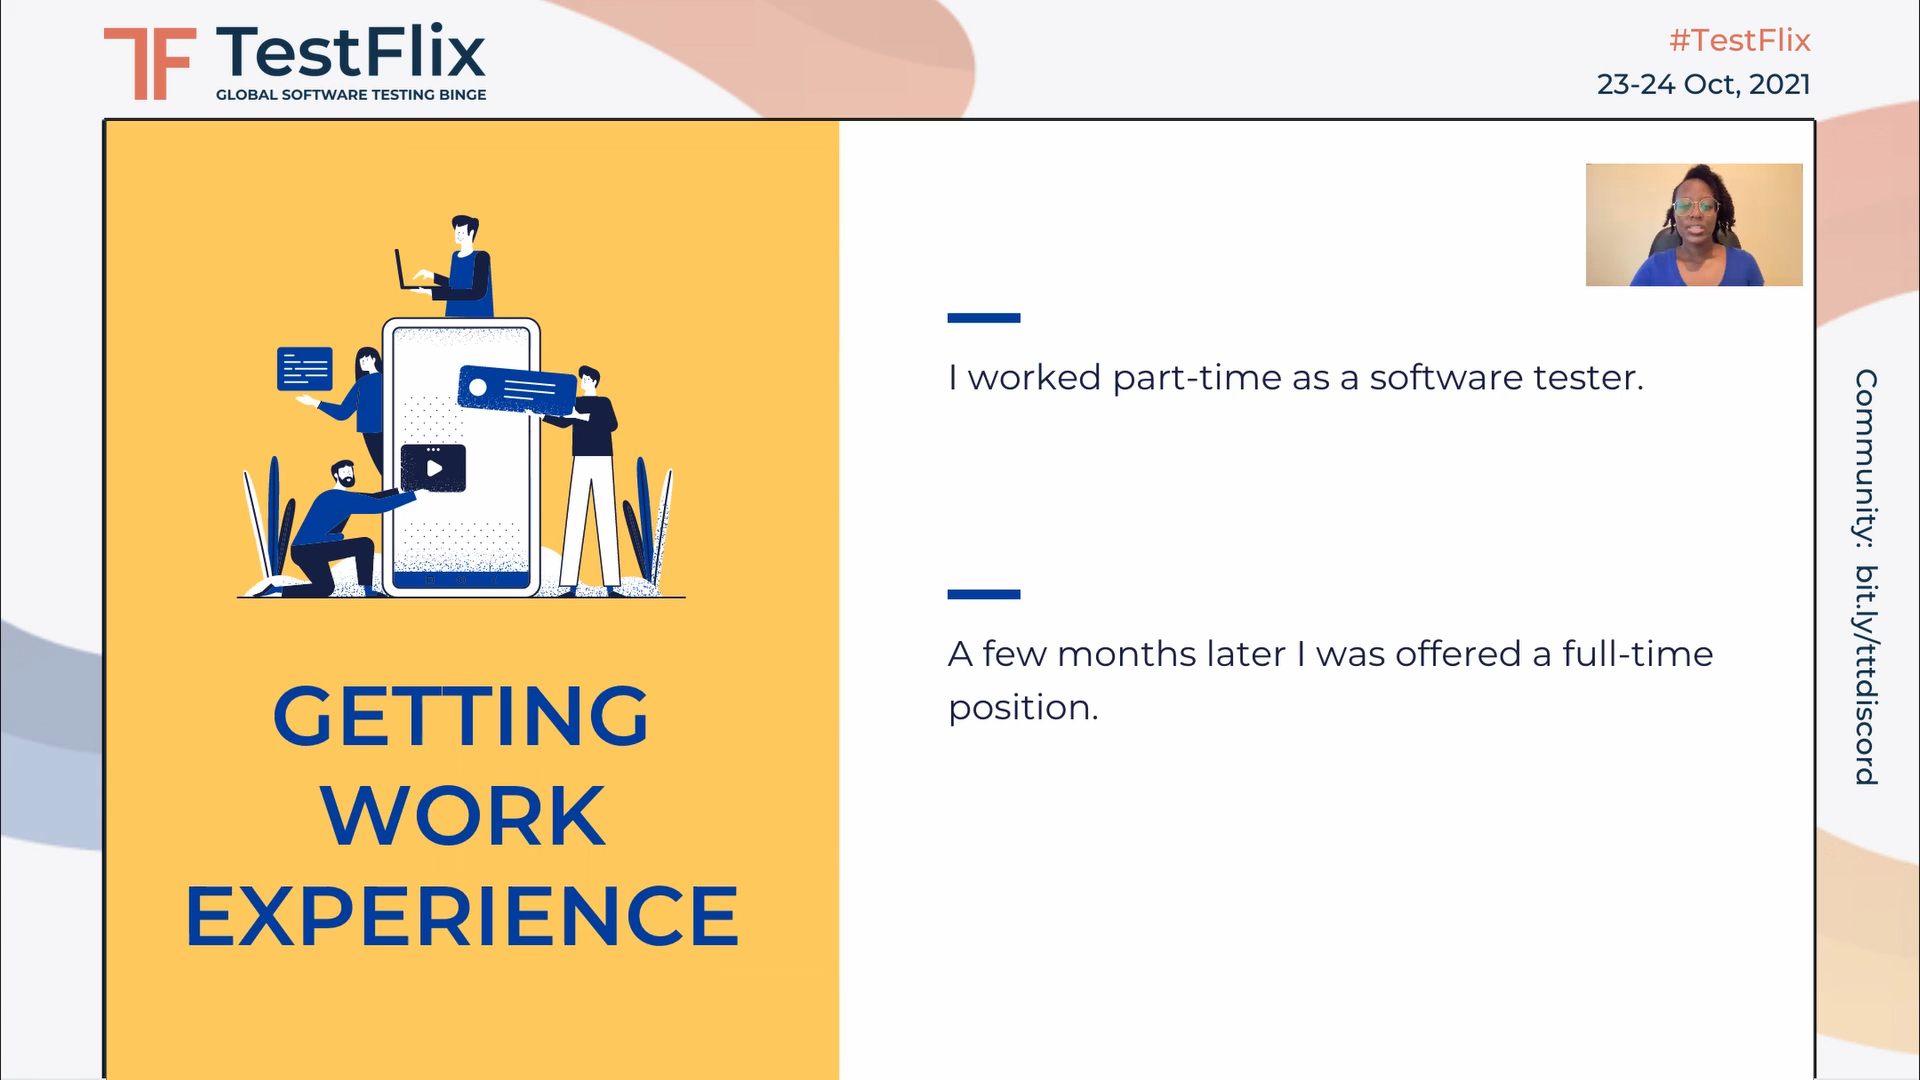 TF TestFlix
GLOBAL SOFTWARE TESTING BINGE
#TestFlix
23-24 Oct, 2021
GETTING
WORK
EXPERIENCE
I worked part-time as a software tester.
A few months later I was offered a full-time
position.
Community: bit.ly/tttdiscord